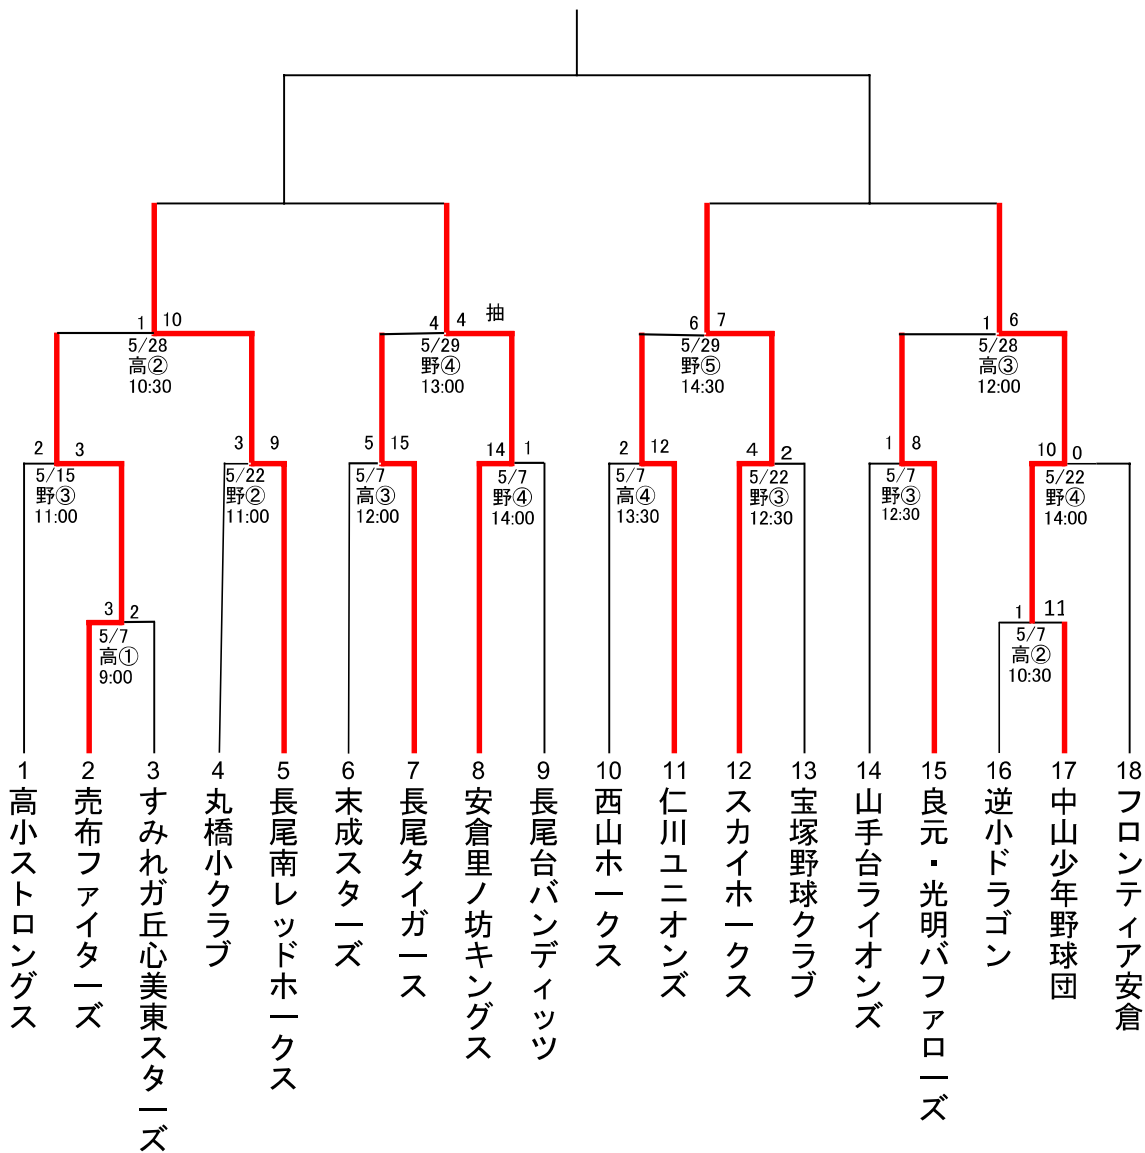 1 10
5/28
高②
10:30
4 4 抽
5/29
野④
13:00
6 7
5/29
野⑤
14:30
1 6
5/28
高③
12:00
2 3
5/15
野③
11:00
3 9
5/22
野②
11:00
5 15
5/7
高③
12:00
14 1
5/7
野④
14:00
2 12
5/7
高④
13:30
4 2
5/22
野③
12:30
1 8
5/7
野③
12:30
10 0
5/22
野④
14:00
3 2
5/7
高①
9:00
1 11
5/7
高②
10:30
1 高小ストロングス
2 売布ファイターズ
3 すみれガ丘心美東スターズ
4 丸橋小クラブ
5 長尾南レッドホークス
6 末成スターズ
7 長尾タイガース
8 安倉里ノ坊キングス
9 長尾台バンディッツ
10 西山ホークス
11 仁川ユニオンズ
12 スカイホークス
13 宝塚野球クラブ
14 山手台ライオンズ
15 良元・光明バファローズ
16 逆小ドラゴン
17 中山少年野球団
18 フロンティア安倉